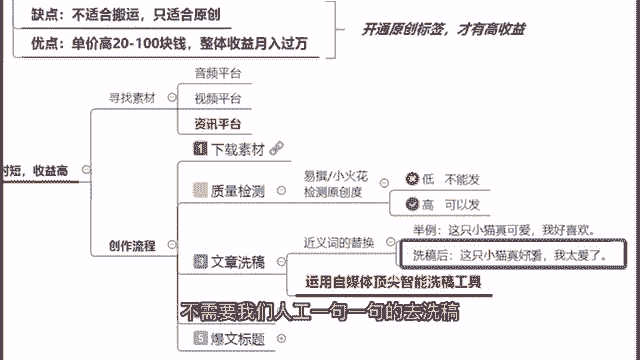 缺点：不适合搬运，只适合原创
优点：单价高20-100块钱，整体收益月入过万
开通原创标签，才有高收益
时短，收益高
寻找素材
音频平台
视频平台
资讯平台
创作流程
1 下载素材
质量检测
易撰/小火花
检测原创度
低 不能发
高 可以发
文章洗稿
近义词的替换
举例：这只小猫真可爱，我好喜欢。
洗稿后：这只小猫真好看，我太爱了。
运用自媒体顶尖智能洗稿工具
不需要我们人工一句一句的去洗稿
爆文标题